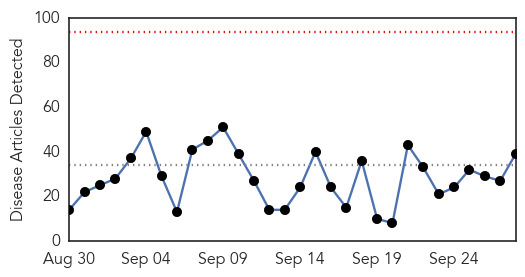 Disease Articles Detected
100
80
60
40
20
0
Aug 30
Sep 04
Sep 09
Sep 14
Sep 19
Sep 24